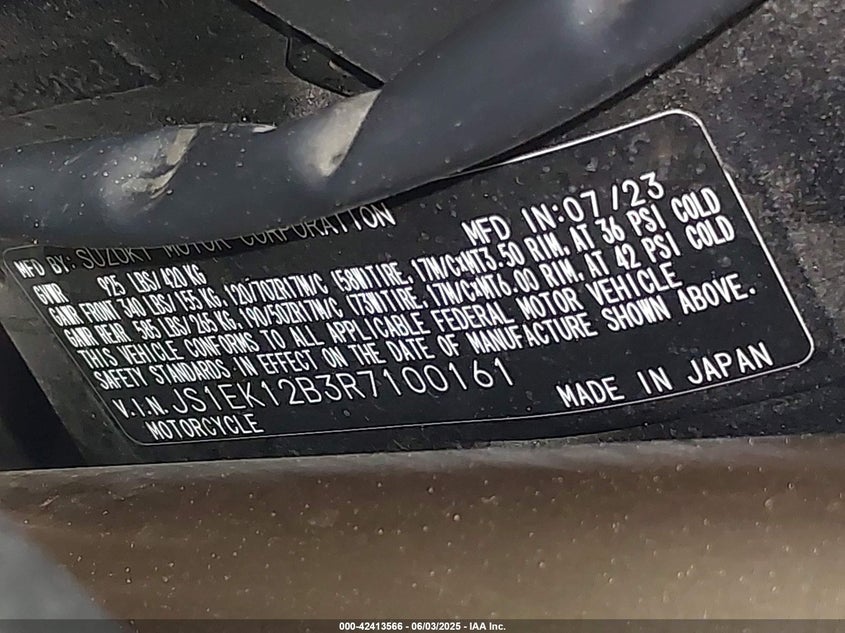 MFD BY: SUZUKI MOTOR CORPORATION MFD IN:07/23
GWR 925 LBS/420 KG
GAWR FRONT 340 LBS/155 KG, 120/70ZR17M/C (58W)TIRE, 17M/C×MT3.50 RIM, AT 36 PSI COLD
GAWR REAR 585 LBS/265 KG, 190/50ZR17M/C (73W)TIRE, 17M/C×MT6.00 RIM, AT 42 PSI COLD
THIS VEHICLE CONFORMS TO ALL APPLICABLE FEDERAL MOTOR VEHICLE
SAFETY STANDARDS IN EFFECT ON THE DATE OF MANUFACTURE SHOWN ABOVE.
V.I.N. JS1EK12B3R7100161
MOTORCYCLE MADE IN JAPAN
000-42413566 - 06/03/2025 - IAA Inc.